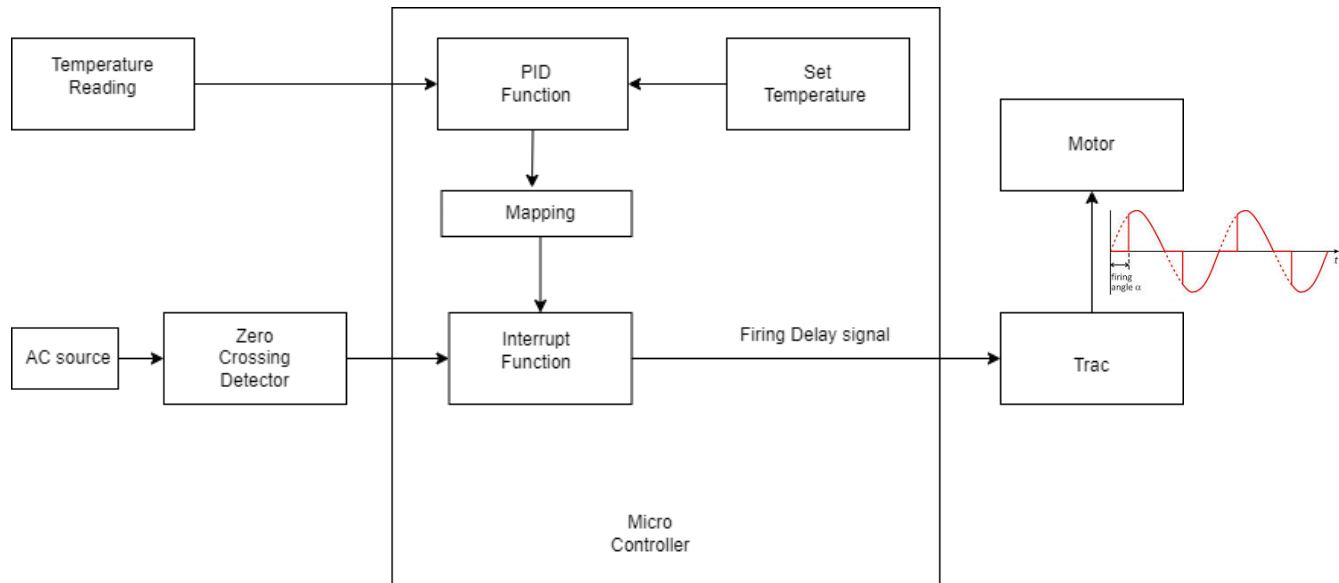 Temperature
Reading
PID
Function
Set
Temperature
Motor
Mapping
firing
angle α
t
AC source
Zero
Crossing
Detector
Interrupt
Function
Firing Delay signal
Trac
Micro
Controller